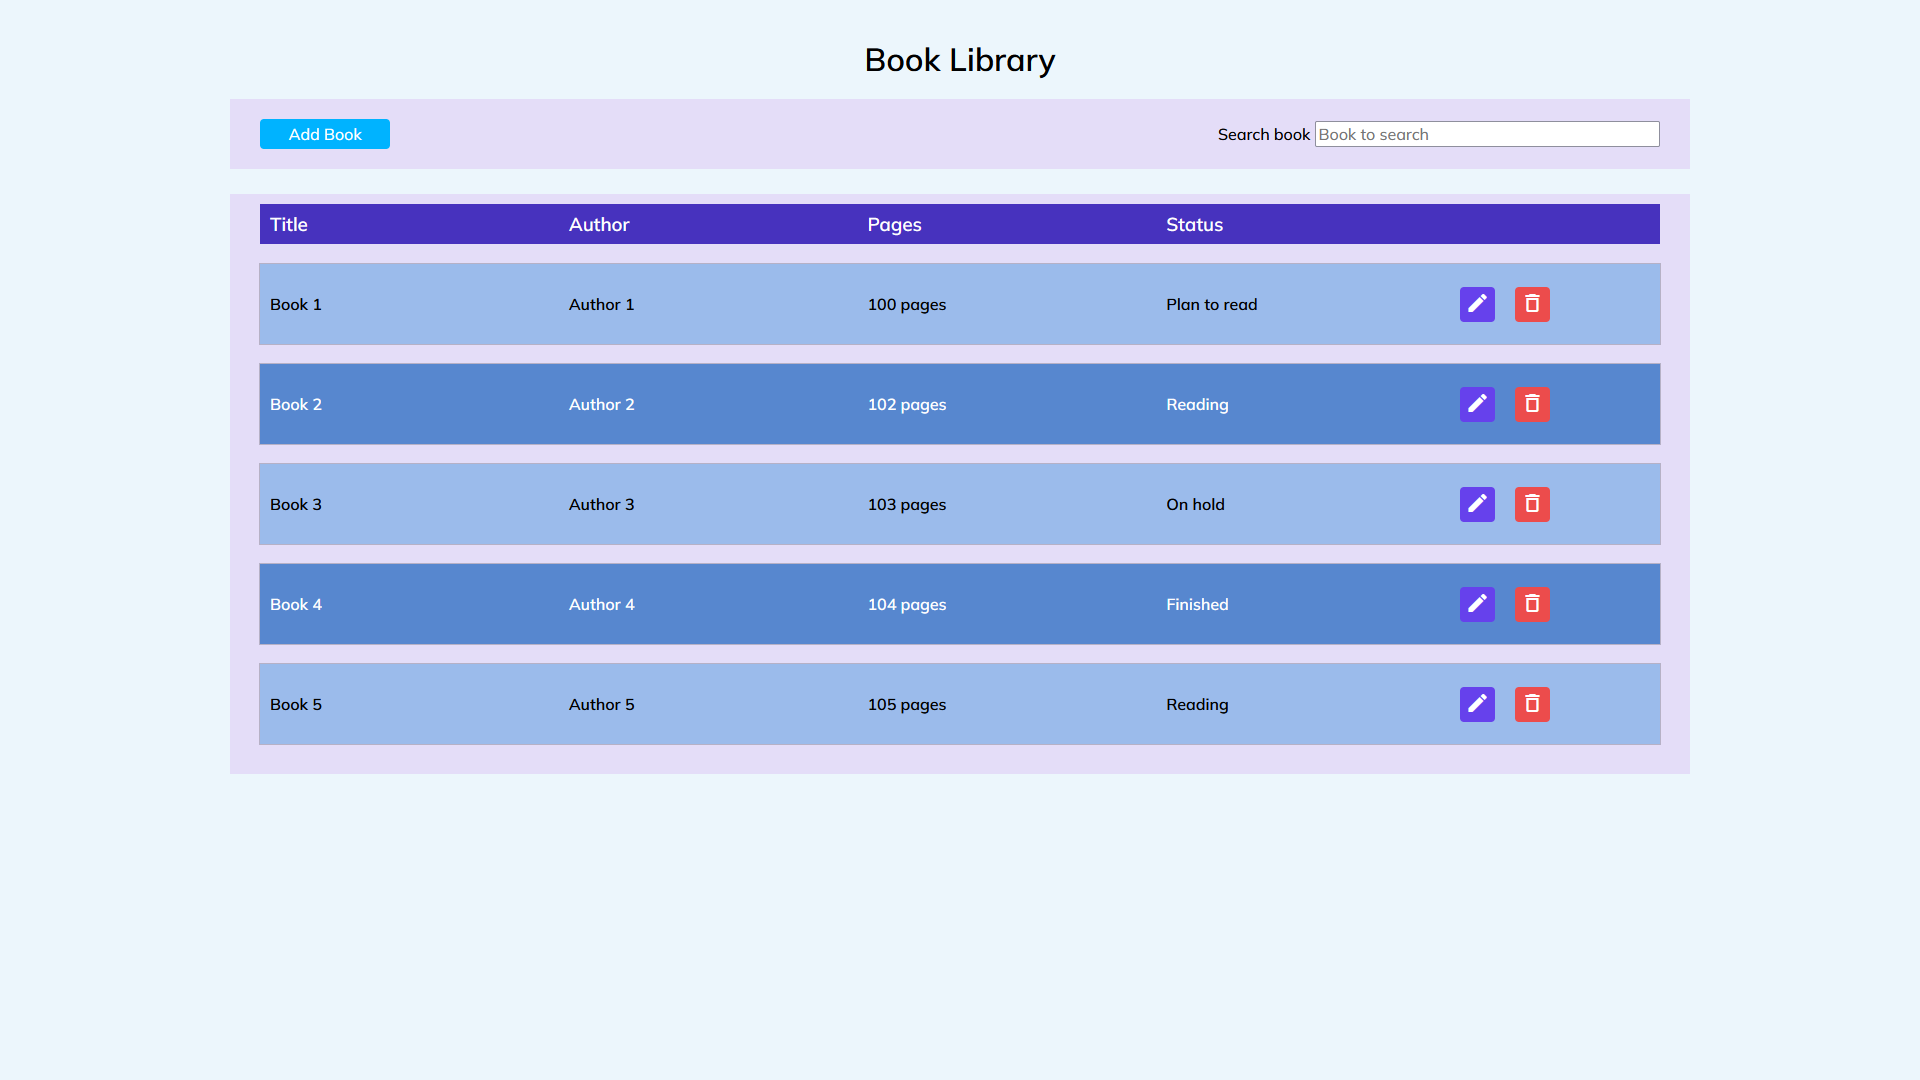 Book Library
Add Book Search book Book to search
Title Author Pages Status
Book 1 Author 1 100 pages Plan to read
Book 2 Author 2 102 pages Reading
Book 3 Author 3 103 pages On hold
Book 4 Author 4 104 pages Finished
Book 5 Author 5 105 pages Reading